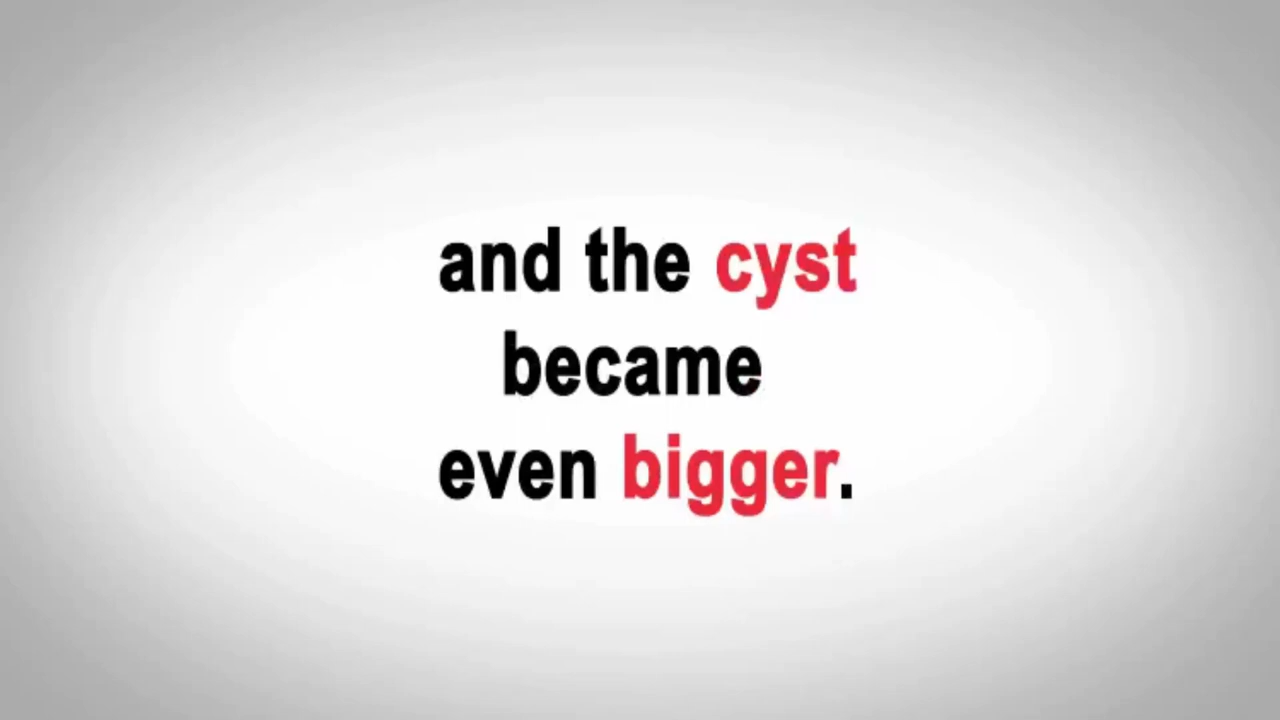 and the cyst
became
even bigger.